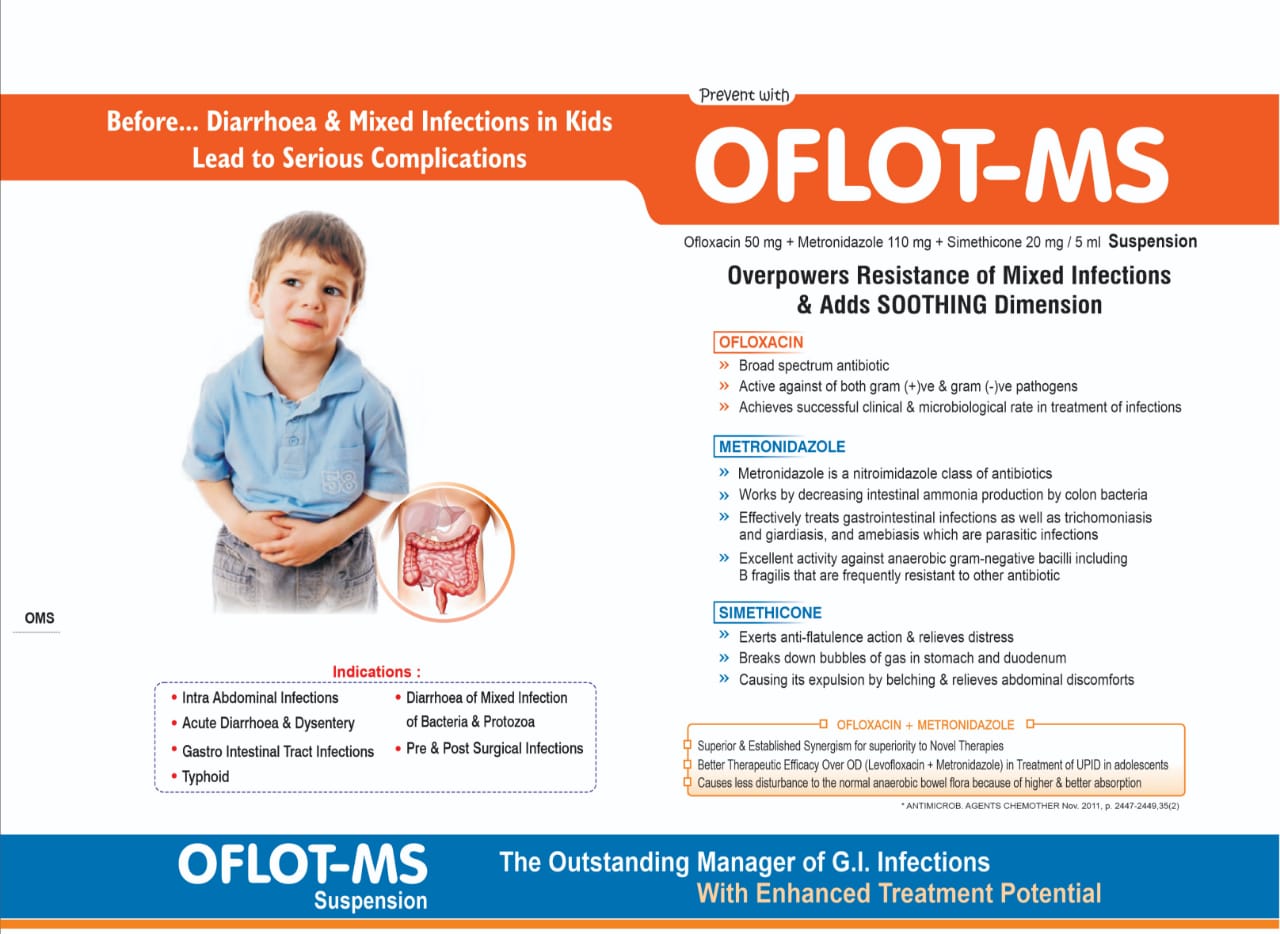 Before... Diarrhoea & Mixed Infections in Kids
Lead to Serious Complications
58
OMS
Indications :
• Intra Abdominal Infections
• Acute Diarrhoea & Dysentery
• Gastro Intestinal Tract Infections
• Typhoid
• Diarrhoea of Mixed Infection
of Bacteria & Protozoa
• Pre & Post Surgical Infections
Prevent with
OFLOT-MS
Ofloxacin 50 mg + Metronidazole 110 mg + Simethicone 20 mg / 5 ml Suspension
Overpowers Resistance of Mixed Infections
& Adds SOOTHING Dimension
OFLOXACIN
» Broad spectrum antibiotic
» Active against of both gram (+)ve & gram (-)ve pathogens
» Achieves successful clinical & microbiological rate in treatment of infections
METRONIDAZOLE
» Metronidazole is a nitroimidazole class of antibiotics
» Works by decreasing intestinal ammonia production by colon bacteria
» Effectively treats gastrointestinal infections as well as trichomoniasis
and giardiasis, and amebiasis which are parasitic infections
» Excellent activity against anaerobic gram-negative bacilli including
B fragilis that are frequently resistant to other antibiotic
SIMETHICONE
» Exerts anti-flatulence action & relieves distress
» Breaks down bubbles of gas in stomach and duodenum
» Causing its expulsion by belching & relieves abdominal discomforts
OFLOXACIN + METRONIDAZOLE
Superior & Established Synergism for superiority to Novel Therapies
Better Therapeutic Efficacy Over OD (Levofloxacin + Metronidazole) in Treatment of UPID in adolescents
Causes less disturbance to the normal anaerobic bowel flora because of higher & better absorption
* ANTIMICROB. AGENTS CHEMOTHER Nov. 2011, p. 2447-2449,35(2)
OFLOT-MS
Suspension
The Outstanding Manager of G.I. Infections
With Enhanced Treatment Potential